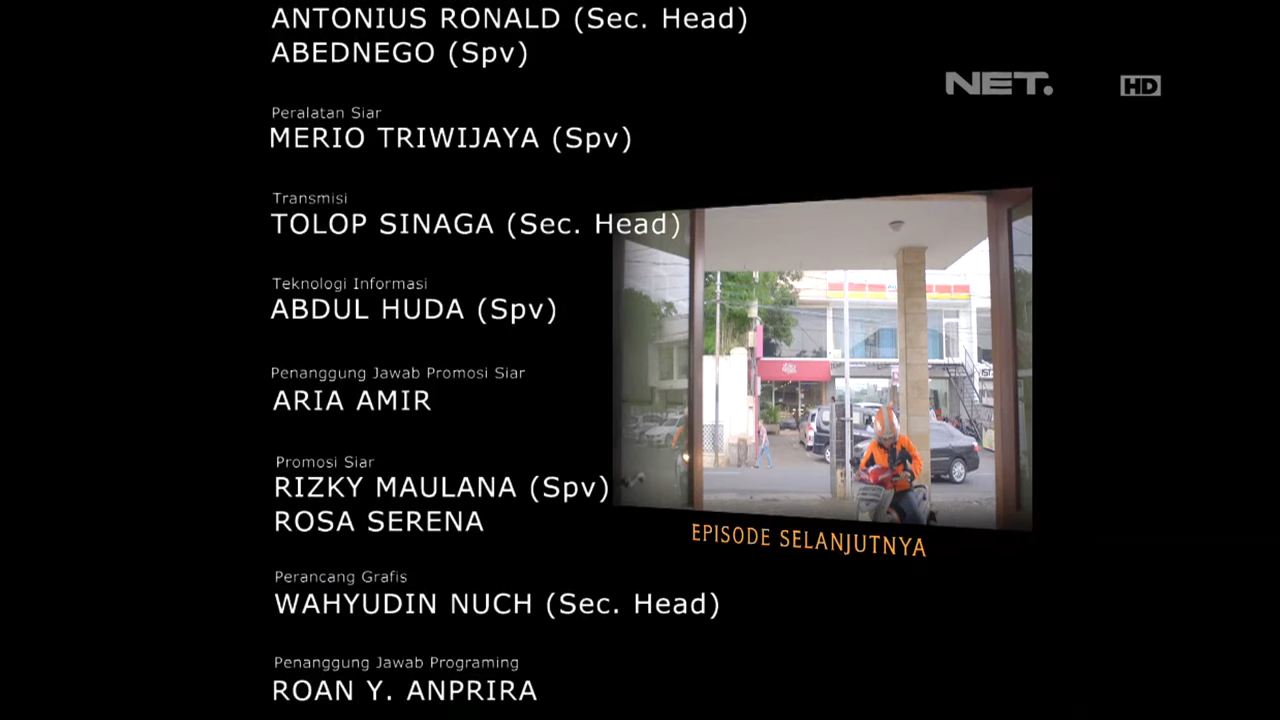 ANTONIUS RONALD (Sec. Head)
ABEDNEGO (Spv)
NET.
HD
Peralatan Siar
MERIO TRIWIJAYA (Spv)
Transmisi
TOLOP SINAGA (Sec. Head)
Teknologi Informasi
ABDUL HUDA (Spv)
Penanggung Jawab Promosi Siar
ARIA AMIR
Promosi Siar
RIZKY MAULANA (Spv)
ROSA SERENA
EPISODE SELANJUTNYA
Perancang Grafis
WAHYUDIN NUCH (Sec. Head)
Penanggung Jawab Programing
ROAN Y. ANPRIRA